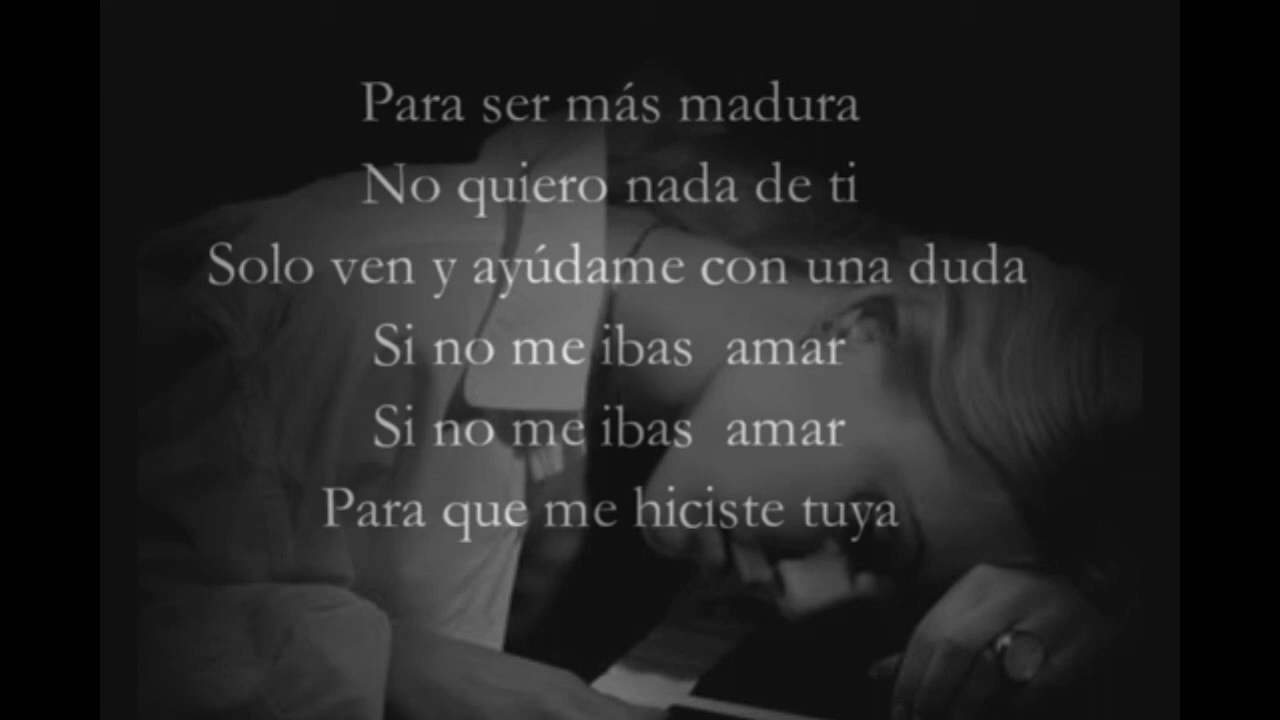 Para ser más madura
No quiero nada de ti
Solo ven y ayúdame con una duda
Si no me ibas amar
Si no me ibas amar
Para que me hiciste tuya